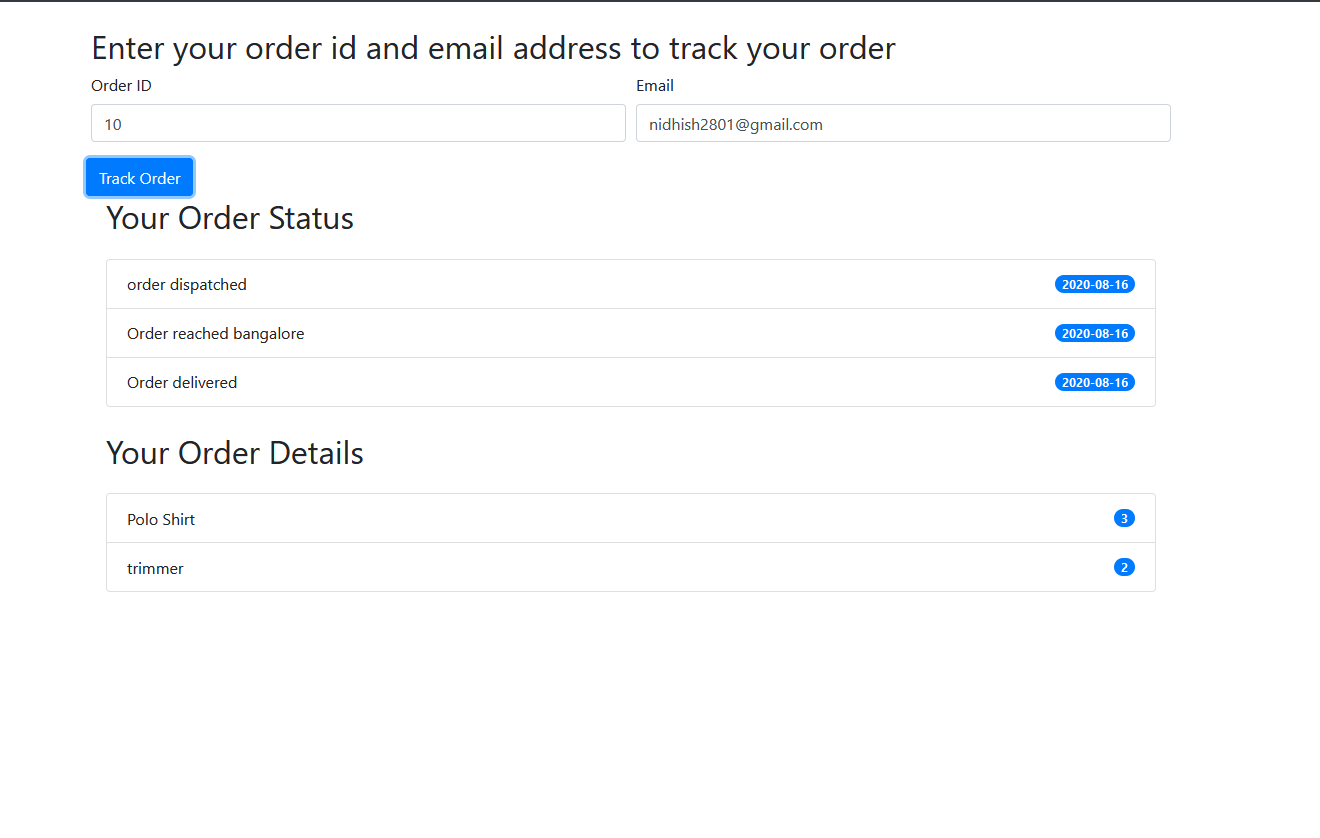 Enter your order id and email address to track your order
Order ID Email
10 nidhish2801@gmail.com
Track Order
Your Order Status
order dispatched 2020-08-16
Order reached bangalore 2020-08-16
Order delivered 2020-08-16
Your Order Details
Polo Shirt 3
trimmer 2